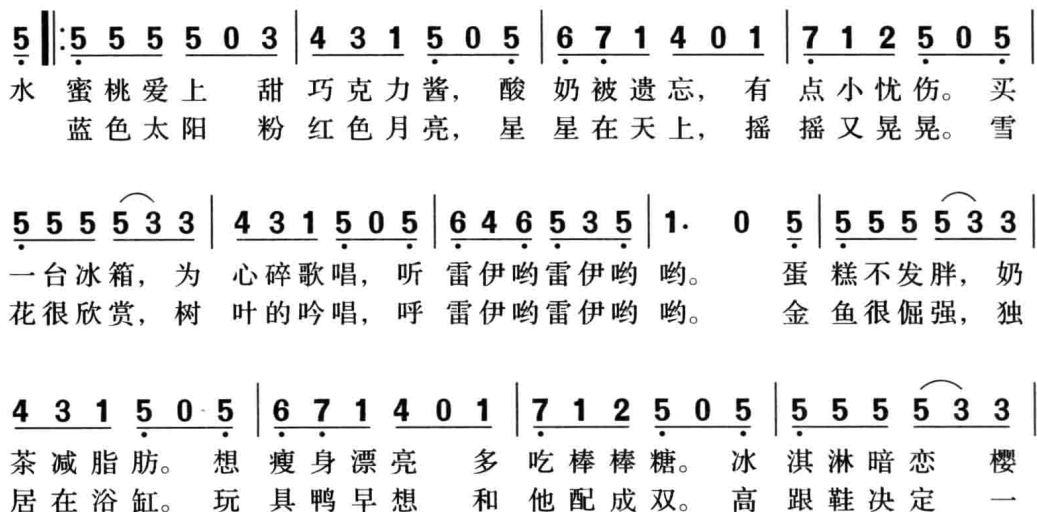 5 ‖: 5 5 5 5 0 3 | 4 3 1 5 0 5 | 6 7 1 4 0 1 | 7 1 2 5 0 5 |
水 蜜桃爱上 甜 巧克力酱, 酸 奶被遗忘, 有 点小忧伤。 买
蓝色太阳 粉 红色月亮, 星 星在天上, 摇 摇又晃晃。 雪
5 5 5 5 3 3 | 4 3 1 5 0 5 | 6 4 6 5 3 5 | 1· 0 5 | 5 5 5 5 3 3 |
一台冰箱, 为 心碎歌唱, 听 雷伊哟雷伊哟 哟。 蛋 糕不发胖, 奶
花很欣赏, 树 叶的吟唱, 呼 雷伊哟雷伊哟 哟。 金 鱼很倔强, 独
4 3 1 5 0 5 | 6 7 1 4 0 1 | 7 1 2 5 0 5 | 5 5 5 5 3 3 |
茶减脂肪。 想 瘦身漂亮 多 吃棒棒糖。 冰 淇淋暗恋 樱
居在浴缸。 玩 具鸭早想 和 他配成双。 高 跟鞋决定 一